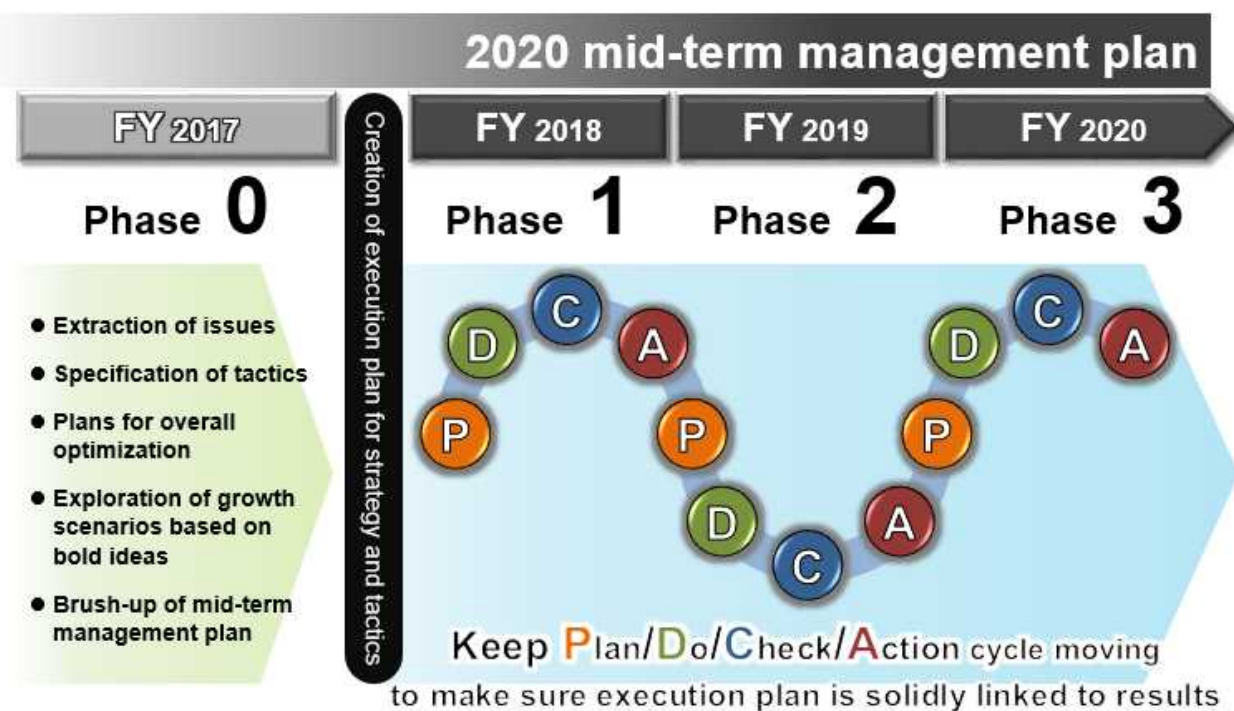 2020 mid-term management plan
FY 2017
FY 2018
FY 2019
FY 2020
Phase 0
Phase 1
Phase 2
Phase 3
Creation of execution plan for strategy and tactics
● Extraction of issues
● Specification of tactics
● Plans for overall
optimization
● Exploration of growth
scenarios based on
bold ideas
● Brush-up of mid-term
management plan
P
D
C
A
P
D
C
A
P
D
C
A
Keep Plan/Do/Check/Action cycle moving
to make sure execution plan is solidly linked to results